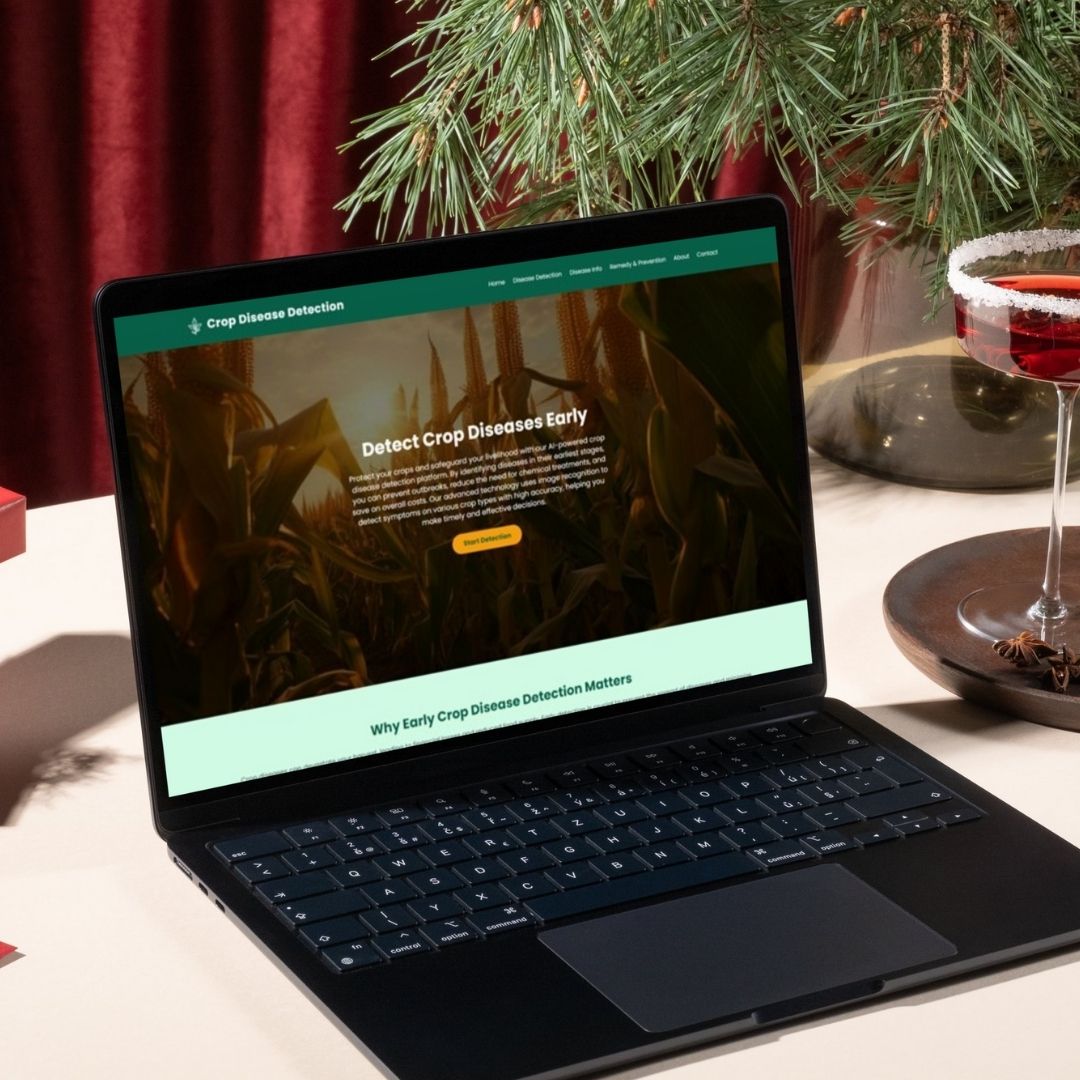 Crop Disease Detection
Home Disease Detection Disease Info Remedy & Prevention About Contact
Detect Crop Diseases Early
Protect your crops and safeguard your livelihood with our AI-powered crop
disease detection platform. By identifying diseases in their earliest stages,
you can prevent outbreaks, reduce the need for chemical treatments, and
save on overall costs. Our advanced technology uses image recognition to
detect symptoms on various crop types with high accuracy, helping you
make timely and effective decisions.
Start Detection
Why Early Crop Disease Detection Matters
esc
Q W E R T Z U I O P
A S D F G H J K L
Y X C V B N M
fn control option command command option